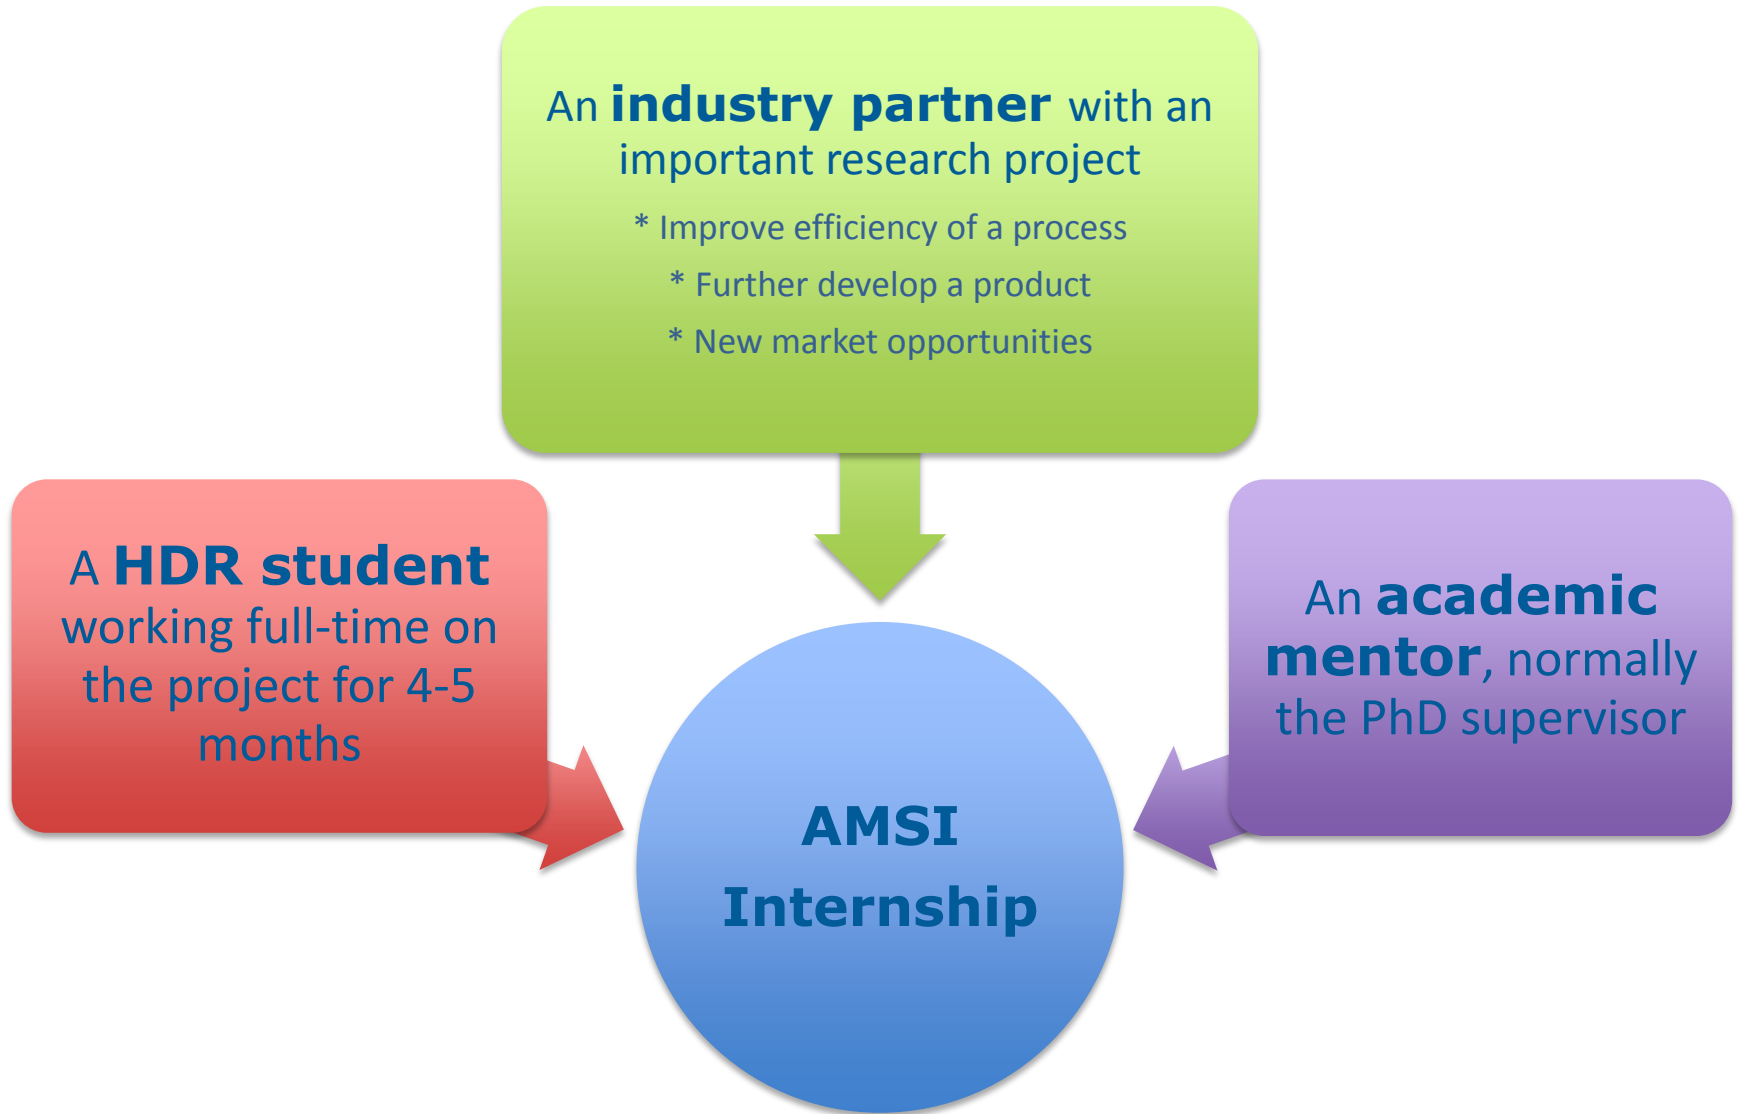 An industry partner with an
important research project
* Improve efficiency of a process
* Further develop a product
* New market opportunities
A HDR student
working full-time on
the project for 4-5
months
An academic
mentor, normally
the PhD supervisor
AMSI
Internship